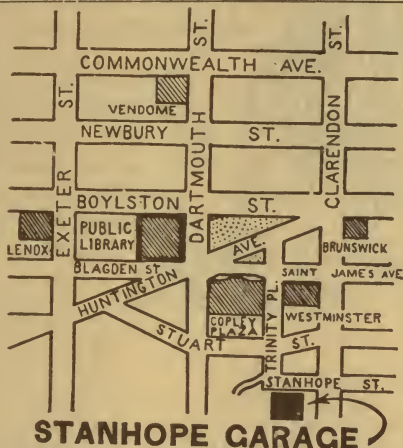 ST.
ST.
COMMONWEALTH AVE.
ST.
VENDOME
DARTMOUTH
CLARENDON
NEWBURY ST.
EXETER
BOYLSTON ST.
PUBLIC
LIBRARY
LENOX
AVE.
BRUNSWICK
BLAGDEN ST
SAINT JAMES AVE.
HUNTINGTON
COPLEY
PLAZA
TRINITY PL.
WESTMINSTER
STUART ST.
STANHOPE ST.
STANHOPE GARAGE